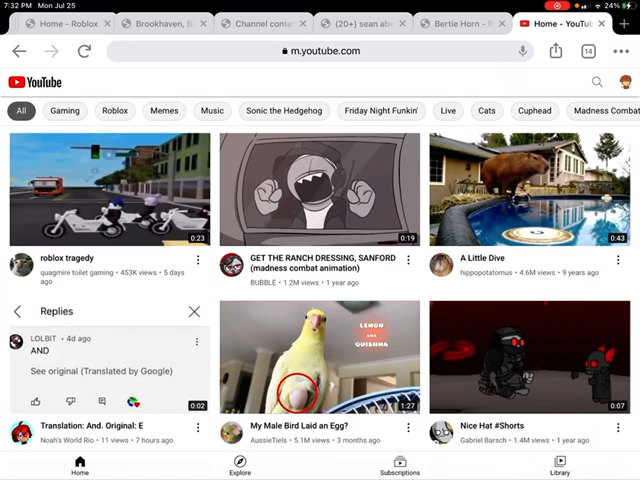 7:32 PM Mon Jul 25
24%
Home - Roblox
Brookhaven, B
Channel conte
(20+) sean abe
Bertie Horn - R
Home - YouTub
m.youtube.com
14
YouTube
All
Gaming
Roblox
Memes
Music
Sonic the Hedgehog
Friday Night Funkin'
Live
Cats
Cuphead
Madness Combat
0:23
0:19
0:43
roblox tragedy
quagmire toilet gaming • 453K views • 5 days
ago
GET THE RANCH DRESSING, SANFORD
(madness combat animation)
BUBBLE • 1.2M views • 1 year ago
A Little Dive
hippopotatomus • 4.6M views • 9 years ago
Replies
LOLBIT • 4d ago
AND
See original (Translated by Google)
0:02
LEMON
AND
QUISHNA
1:27
0:07
Translation: And. Original: E
Noah's World Rio • 11 views • 7 hours ago
My Male Bird Laid an Egg?
AussieTiels • 5.1M views • 3 months ago
Nice Hat #Shorts
Gabriel Barsch • 1.4M views • 1 year ago
Home
Explore
Subscriptions
Library